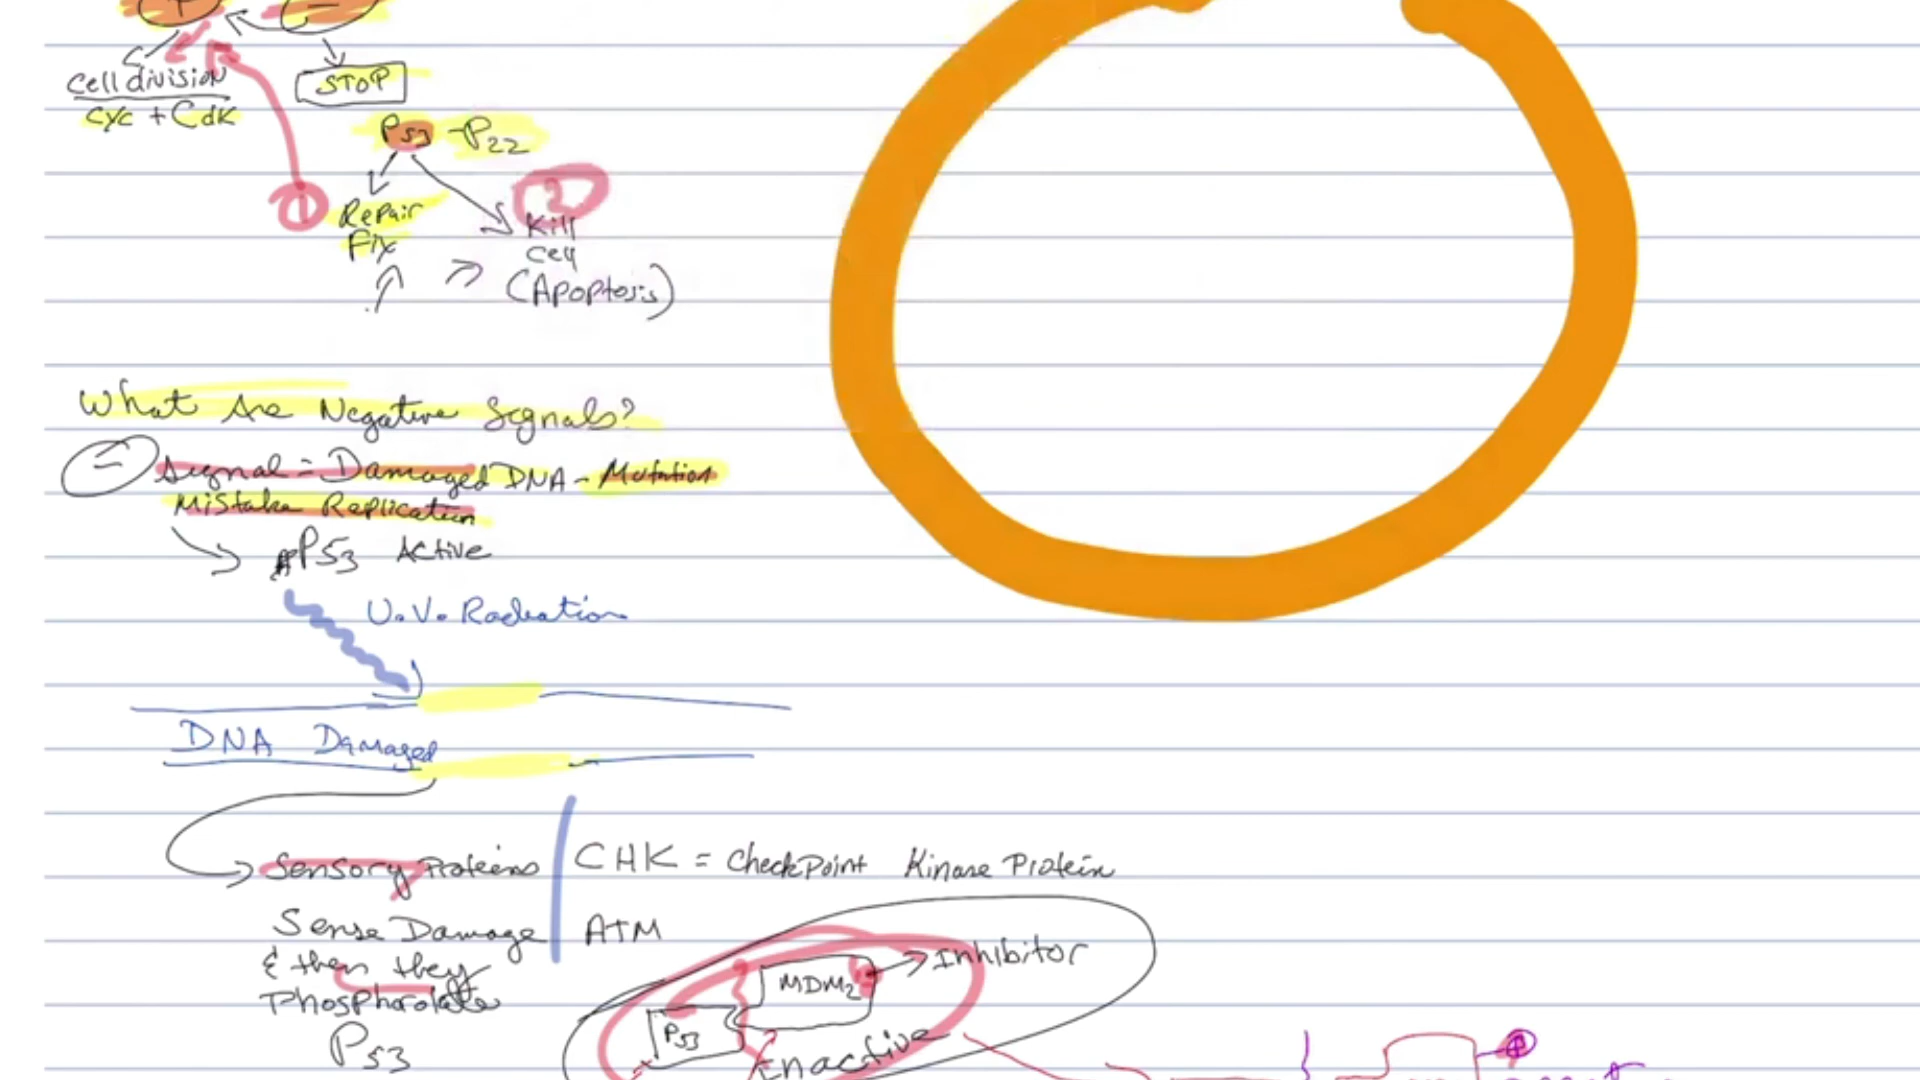 + -
Cell division
Cyc + Cdk
STOP
P53 - P22
1
2
Repair
Fix
Kill
Cell
(Apoptosis)
What Are Negative Signals?
- Signal = Damaged DNA - Mutation
Mistake Replication
P53 Active
U.V. Radiation
DNA Damaged
Sensory Proteins
CHK = CheckPoint Kinase Protein
Sense Damage
ATM
& then they
Phosphorolate
P53
MDM2
Inhibitor
P53
Inactive
P